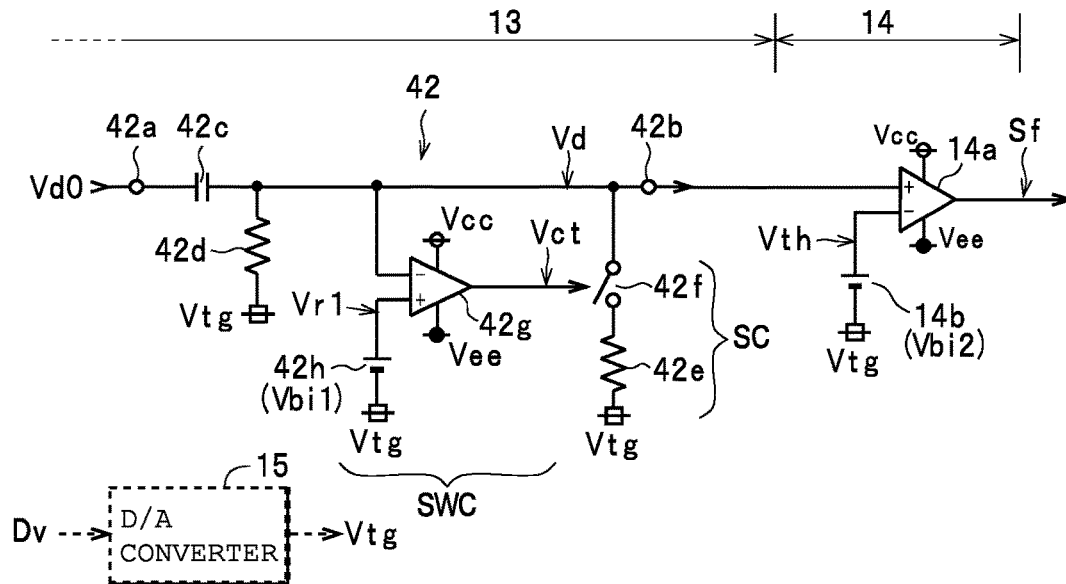 13 14
42
42a 42c
Vd 42b
Vcc 14a Sf
Vd0
+
-
42d
Vcc
Vct
Vth
Vee
-
+
Vr1
42f
42g
Vtg
Vee
SC
14b
(Vbi2)
42h
(Vbi1)
42e
Vtg
Vtg
Vtg
15
SWC
Dv
D/A
CONVERTER
Vtg